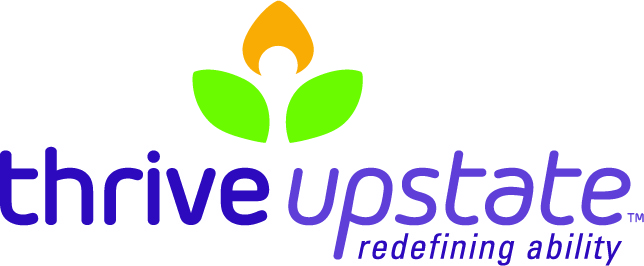 thrive upstate™
redefining ability